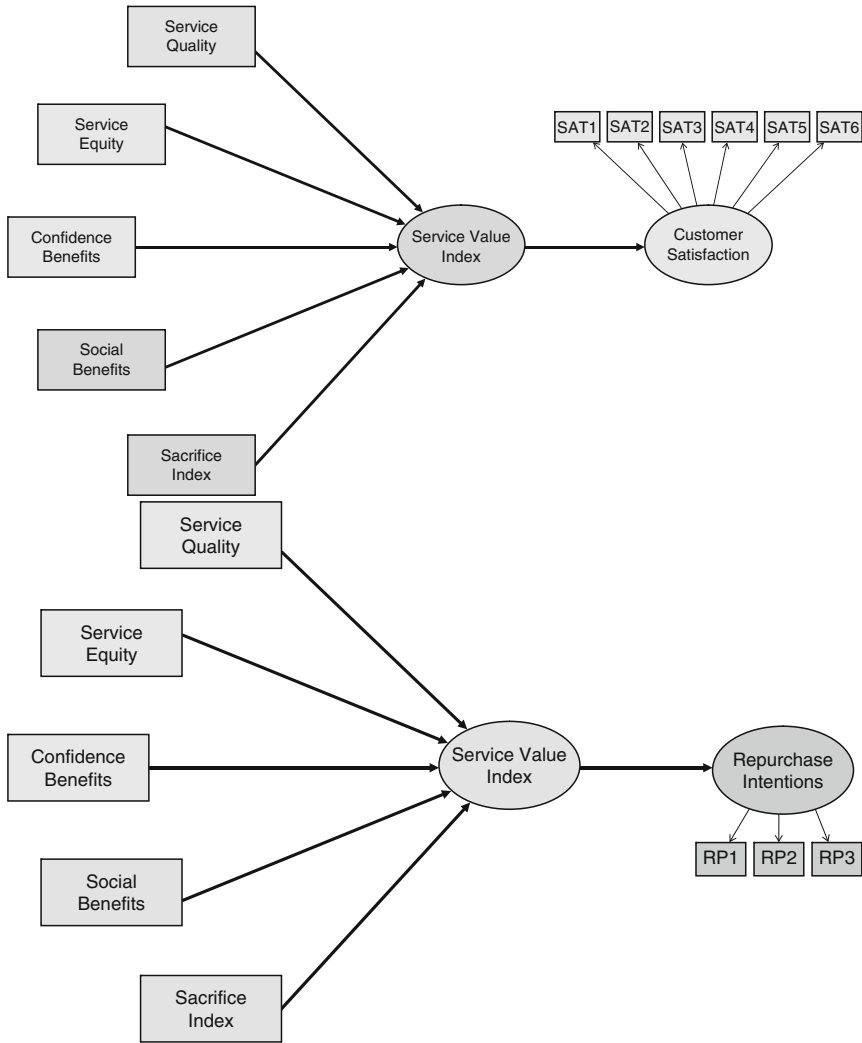 Service
Quality
Service
Equity
SAT1 SAT2 SAT3 SAT4 SAT5 SAT6
Confidence
Benefits
Service Value
Index
Customer
Satisfaction
Social
Benefits
Sacrifice
Index
Service
Quality
Service
Equity
Confidence
Benefits
Service Value
Index
Repurchase
Intentions
RP1 RP2 RP3
Social
Benefits
Sacrifice
Index